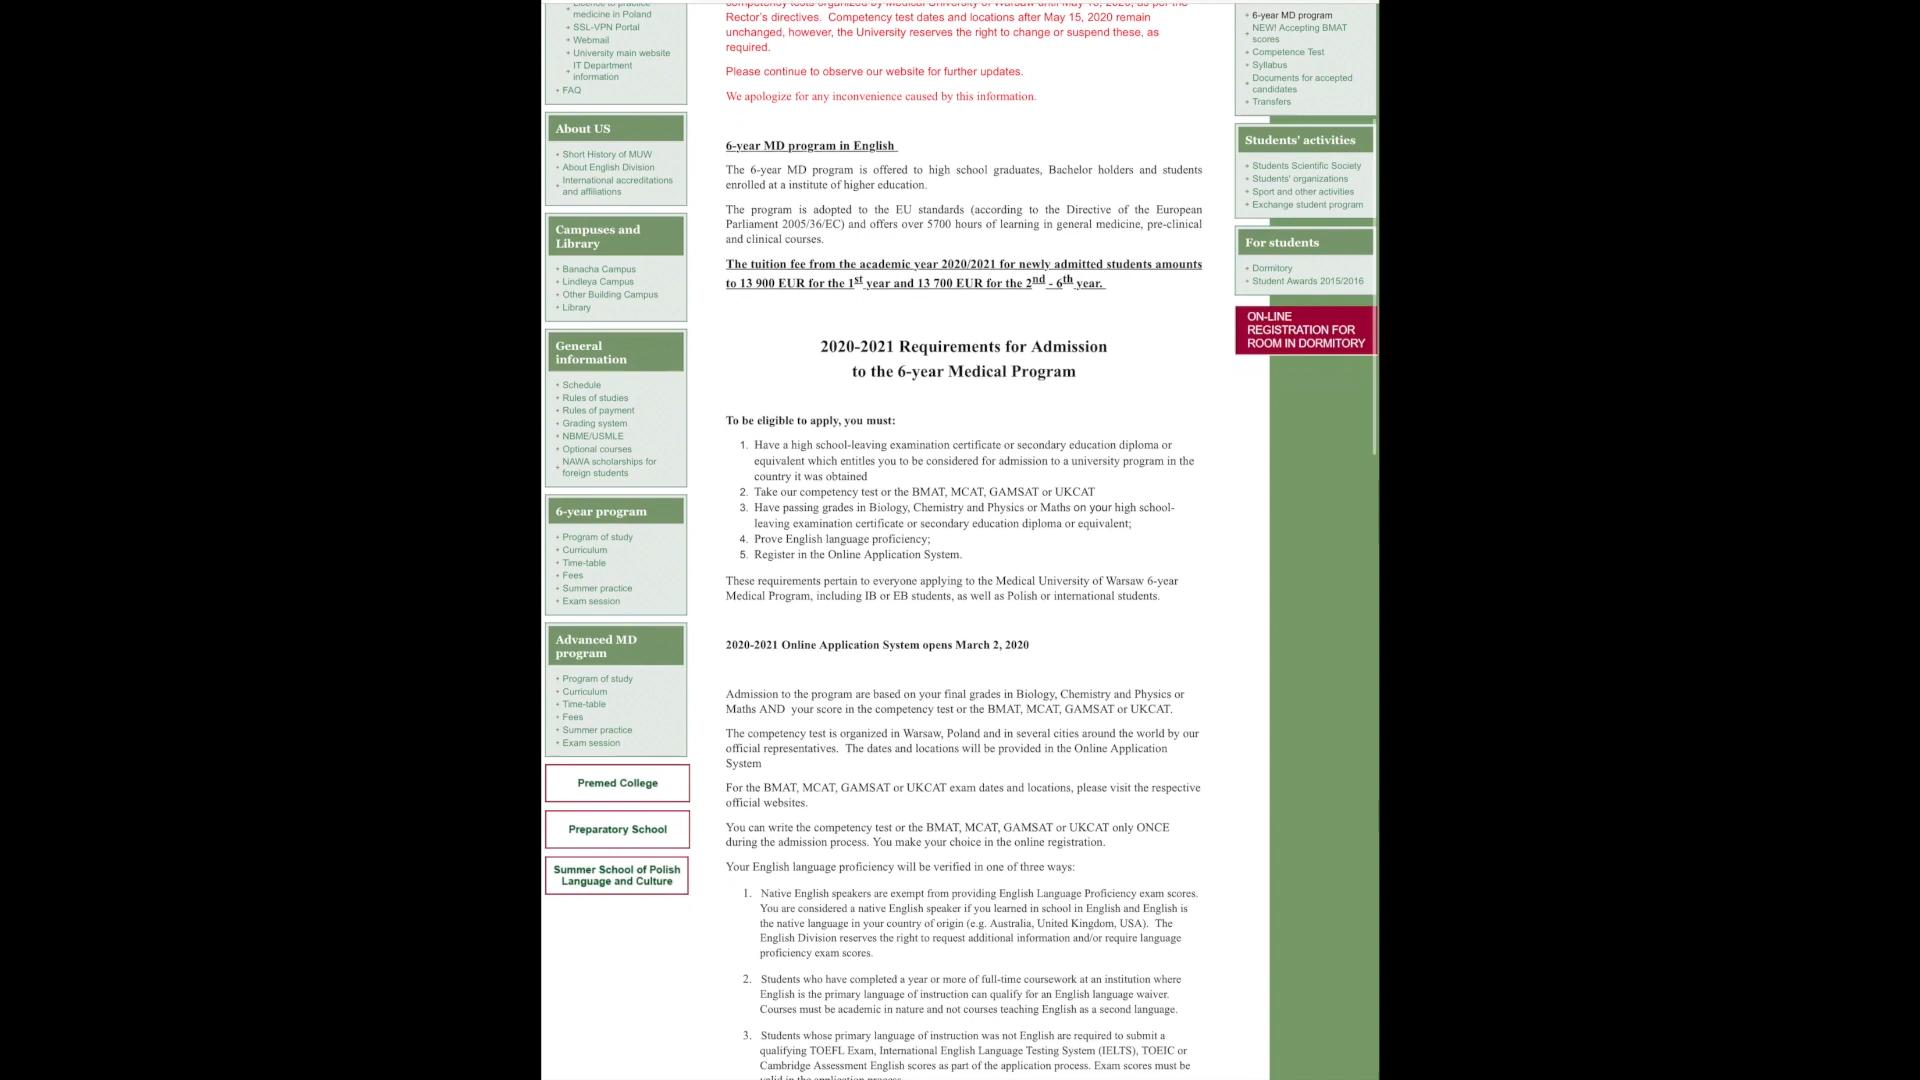 Licence to practice
medicine in Poland
SSL-VPN Portal
Webmail
University main website
IT Department
information
FAQ
About US
Short History of MUW
About English Division
International accreditations
and affiliations
Campuses and
Library
Banacha Campus
Lindleya Campus
Other Building Campus
Library
General
information
Schedule
Rules of studies
Rules of payment
Grading system
NBME/USMLE
Optional courses
NAWA scholarships for
foreign students
6-year program
Program of study
Curriculum
Time-table
Fees
Summer practice
Exam session
Advanced MD
program
Program of study
Curriculum
Time-table
Fees
Summer practice
Exam session
Premed College
Preparatory School
Summer School of Polish
Language and Culture
competency tests organized by Medical University of Warsaw until May 15, 2020, as per the
Rector's directives.  Competency test dates and locations after May 15, 2020 remain
unchanged, however, the University reserves the right to change or suspend these, as
required.
Please continue to observe our website for further updates.
We apologize for any inconvenience caused by this information.
6-year MD program in English
The 6-year MD program is offered to high school graduates, Bachelor holders and students
enrolled at a institute of higher education.
The program is adopted to the EU standards (according to the Directive of the European
Parliament 2005/36/EC) and offers over 5700 hours of learning in general medicine, pre-clinical
and clinical courses.
The tuition fee from the academic year 2020/2021 for newly admitted students amounts
to 13 900 EUR for the 1st year and 13 700 EUR for the 2nd - 6th year.
2020-2021 Requirements for Admission
to the 6-year Medical Program
To be eligible to apply, you must:
1. Have a high school-leaving examination certificate or secondary education diploma or
equivalent which entitles you to be considered for admission to a university program in the
country it was obtained
2. Take our competency test or the BMAT, MCAT, GAMSAT or UKCAT
3. Have passing grades in Biology, Chemistry and Physics or Maths on your high school-
leaving examination certificate or secondary education diploma or equivalent;
4. Prove English language proficiency;
5. Register in the Online Application System.
These requirements pertain to everyone applying to the Medical University of Warsaw 6-year
Medical Program, including IB or EB students, as well as Polish or international students.
2020-2021 Online Application System opens March 2, 2020
Admission to the program are based on your final grades in Biology, Chemistry and Physics or
Maths AND  your score in the competency test or the BMAT, MCAT, GAMSAT or UKCAT.
The competency test is organized in Warsaw, Poland and in several cities around the world by our
official representatives.  The dates and locations will be provided in the Online Application
System
For the BMAT, MCAT, GAMSAT or UKCAT exam dates and locations, please visit the respective
official websites.
You can write the competency test or the BMAT, MCAT, GAMSAT or UKCAT only ONCE
during the admission process. You make your choice in the online registration.
Your English language proficiency will be verified in one of three ways:
1. Native English speakers are exempt from providing English Language Proficiency exam scores.
You are considered a native English speaker if you learned in school in English and English is
the native language in your country of origin (e.g. Australia, United Kingdom, USA).  The
English Division reserves the right to request additional information and/or require language
proficiency exam scores.
2. Students who have completed a year or more of full-time coursework at an institution where
English is the primary language of instruction can qualify for an English language waiver.
Courses must be academic in nature and not courses teaching English as a second language.
3. Students whose primary language of instruction was not English are required to submit a
qualifying TOEFL Exam, International English Language Testing System (IELTS), TOEIC or
Cambridge Assessment English scores as part of the application process. Exam scores must be
valid in the application process.
6-year MD program
NEW! Accepting BMAT
scores
Competence Test
Syllabus
Documents for accepted
candidates
Transfers
Students' activities
Students Scientific Society
Students' organizations
Sport and other activities
Exchange student program
For students
Dormitory
Student Awards 2015/2016
ON-LINE
REGISTRATION FOR
ROOM IN DORMITORY